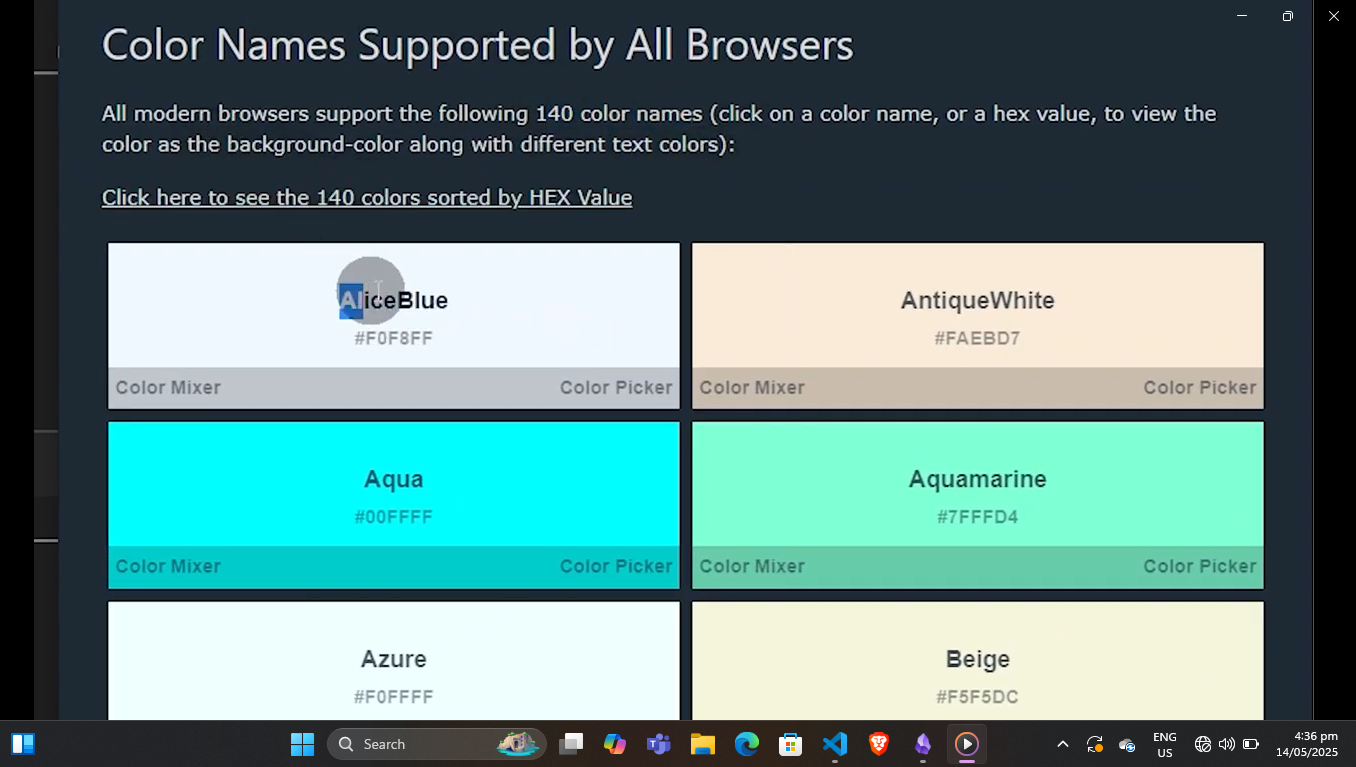 Color Names Supported by All Browsers
All modern browsers support the following 140 color names (click on a color name, or a hex value, to view the
color as the background-color along with different text colors):
Click here to see the 140 colors sorted by HEX Value
AliceBlue
#F0F8FF
Color Mixer
Color Picker
AntiqueWhite
#FAEBD7
Color Mixer
Color Picker
Aqua
#00FFFF
Color Mixer
Color Picker
Aquamarine
#7FFFD4
Color Mixer
Color Picker
Azure
#F0FFFF
Beige
#F5F5DC
Search
ENG
US
4:36 pm
14/05/2025